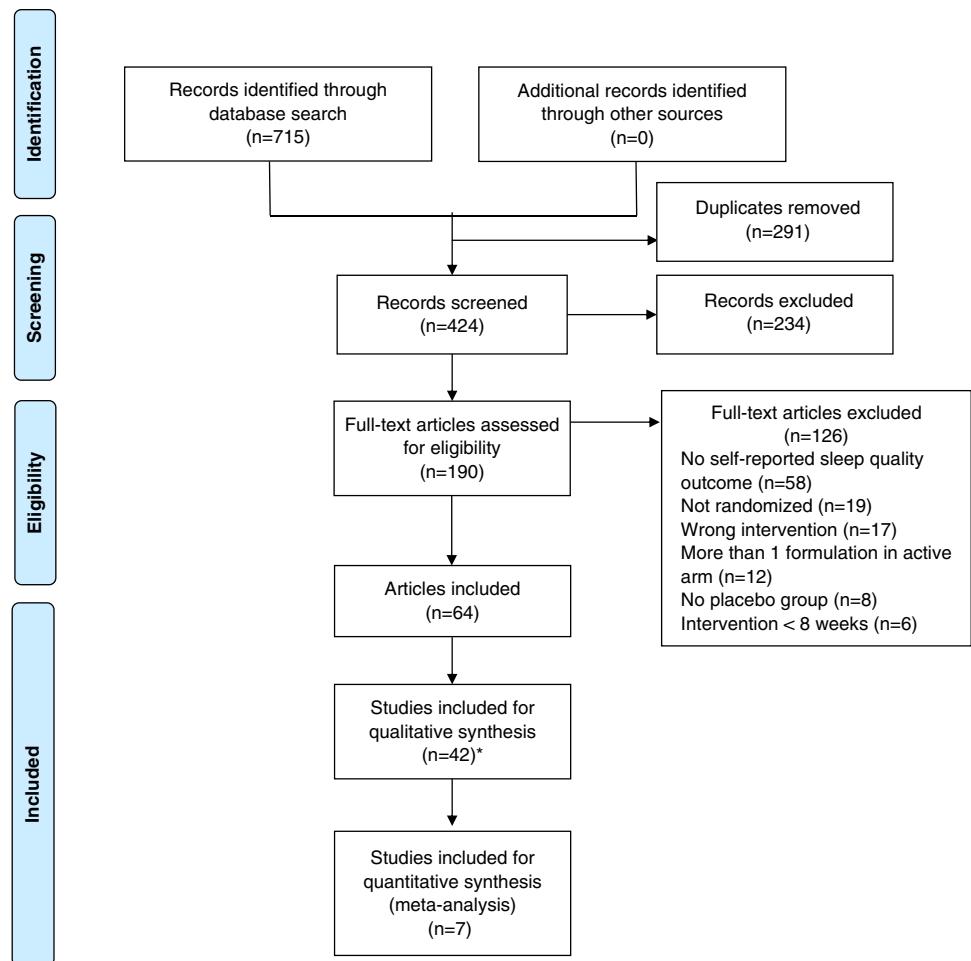 Identification
Records identified through
database search
(n=715)
Additional records identified
through other sources
(n=0)
Duplicates removed
(n=291)
Screening
Records screened
(n=424)
Records excluded
(n=234)
Eligibility
Full-text articles assessed
for eligibility
(n=190)
Full-text articles excluded
(n=126)
No self-reported sleep quality
outcome (n=58)
Not randomized (n=19)
Wrong intervention (n=17)
More than 1 formulation in active
arm (n=12)
No placebo group (n=8)
Intervention < 8 weeks (n=6)
Articles included
(n=64)
Included
Studies included for
qualitative synthesis
(n=42)*
Studies included for
quantitative synthesis
(meta-analysis)
(n=7)